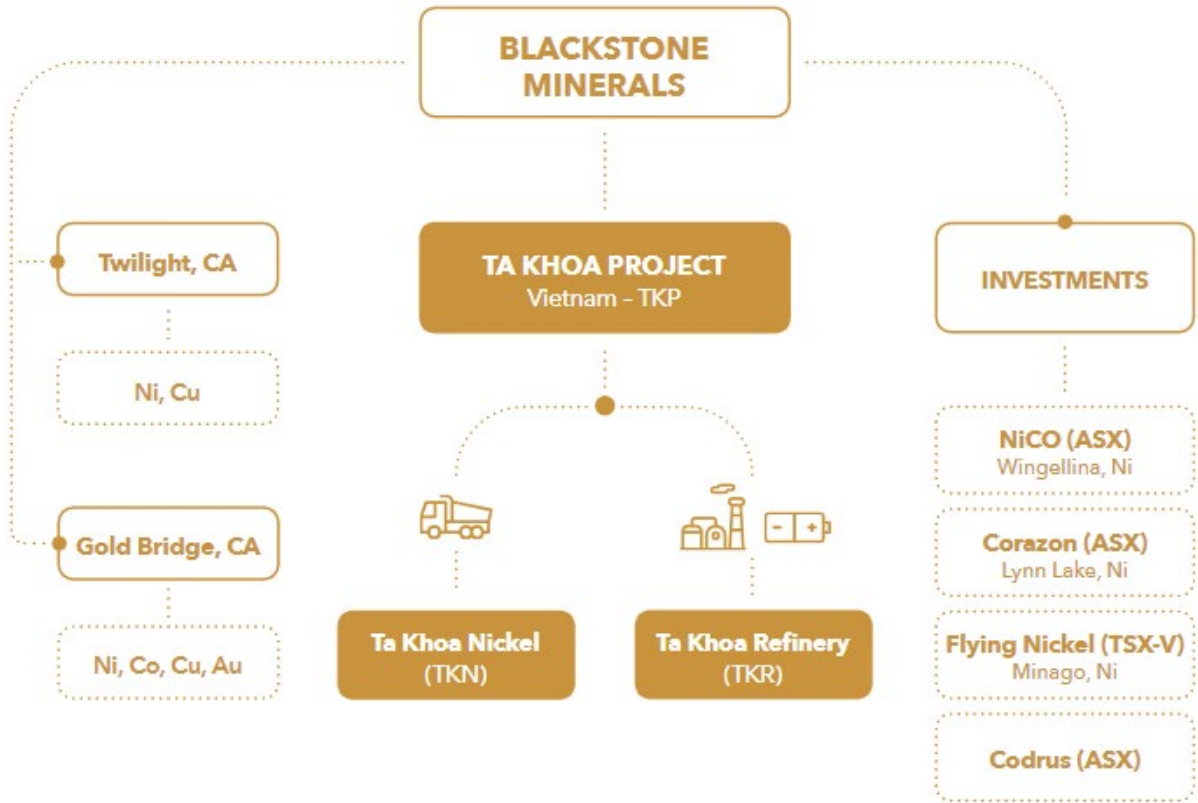 BLACKSTONE
MINERALS
Twilight, CA
Ni, Cu
Gold Bridge, CA
Ni, Co, Cu, Au
TA KHOA PROJECT
Vietnam – TKP
- +
Ta Khoa Nickel
(TKN)
Ta Khoa Refinery
(TKR)
INVESTMENTS
NiCO (ASX)
Wingellina, Ni
Corazon (ASX)
Lynn Lake, Ni
Flying Nickel (TSX-V)
Minago, Ni
Codrus (ASX)